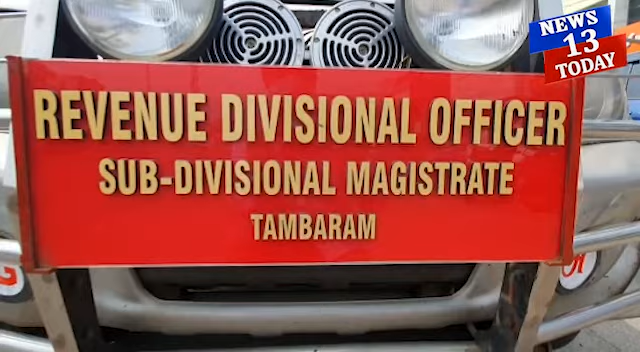 NEWS
13
TODAY
REVENUE DIVISIONAL OFFICER
SUB-DIVISIONAL MAGISTRATE
TAMBARAM
G